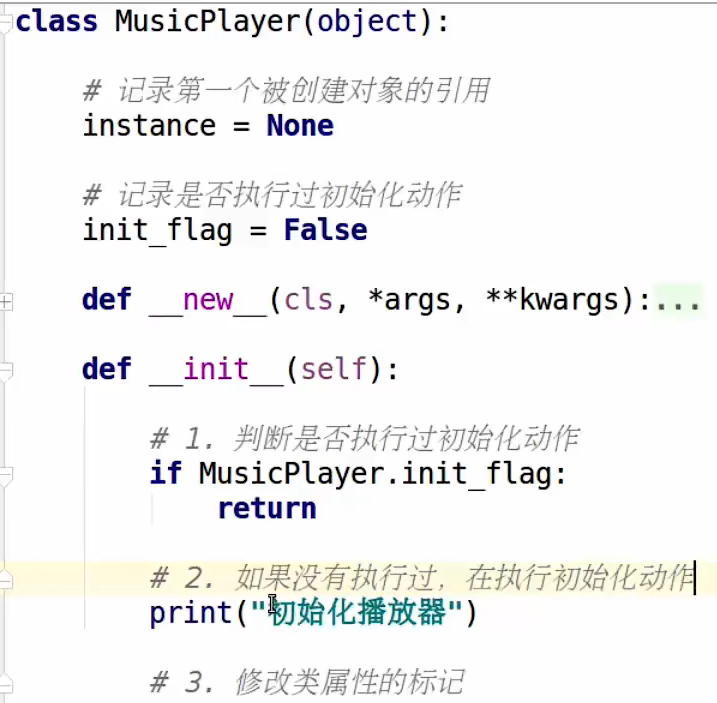 class MusicPlayer(object):
# 记录第一个被创建对象的引用
instance = None
# 记录是否执行过初始化动作
init_flag = False
def __new__(cls, *args, **kwargs):...
def __init__(self):
# 1. 判断是否执行过初始化动作
if MusicPlayer.init_flag:
return
# 2. 如果没有执行过，在执行初始化动作
print("初始化播放器")
# 3. 修改类属性的标记